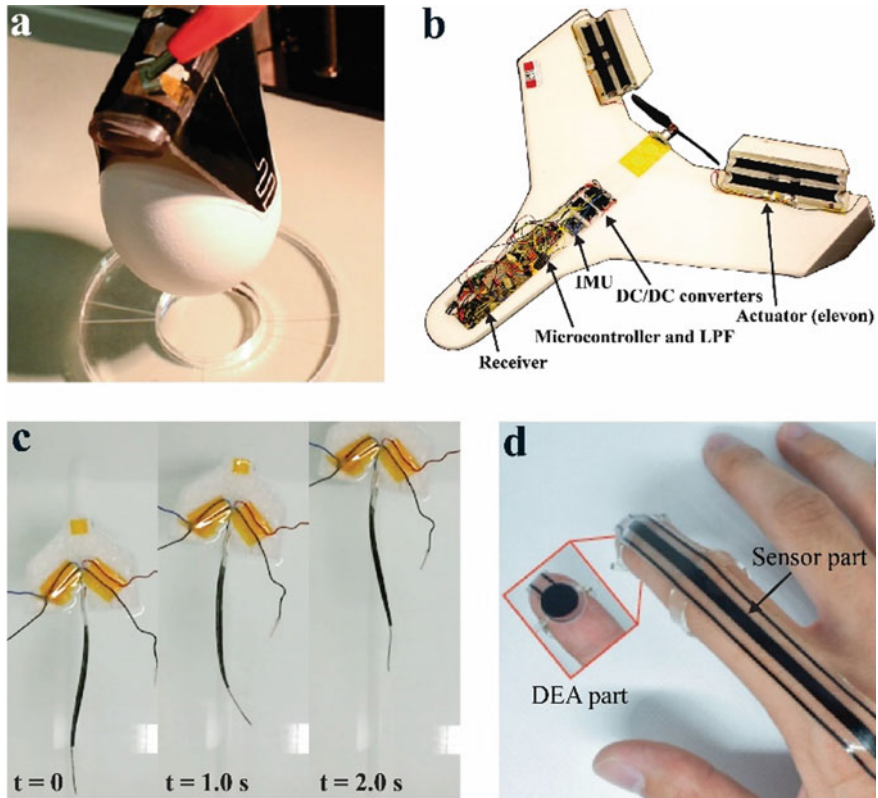 a
b
IMU
DC/DC converters
Actuator (elevon)
Microcontroller and LPF
Receiver
c
t = 0
t = 1.0 s
t = 2.0 s
d
Sensor part
DEA part